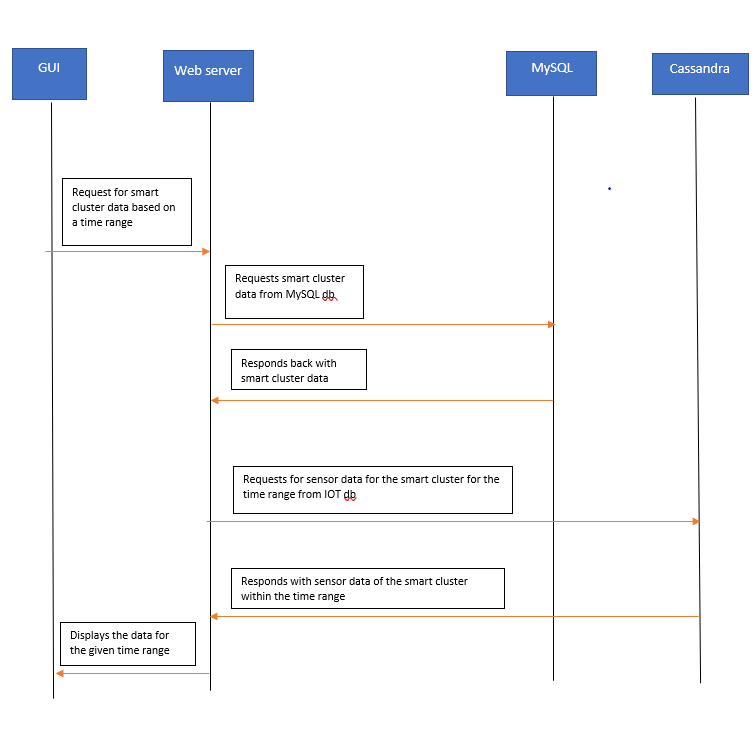 GUI
Web server
MySQL
Cassandra
Request for smart
cluster data based on
a time range
Requests smart cluster
data from MySQL db.
Responds back with
smart cluster data
Requests for sensor data for the smart cluster for the
time range from IOT db
Responds with sensor data of the smart cluster
within the time range
Displays the data for
the given time range